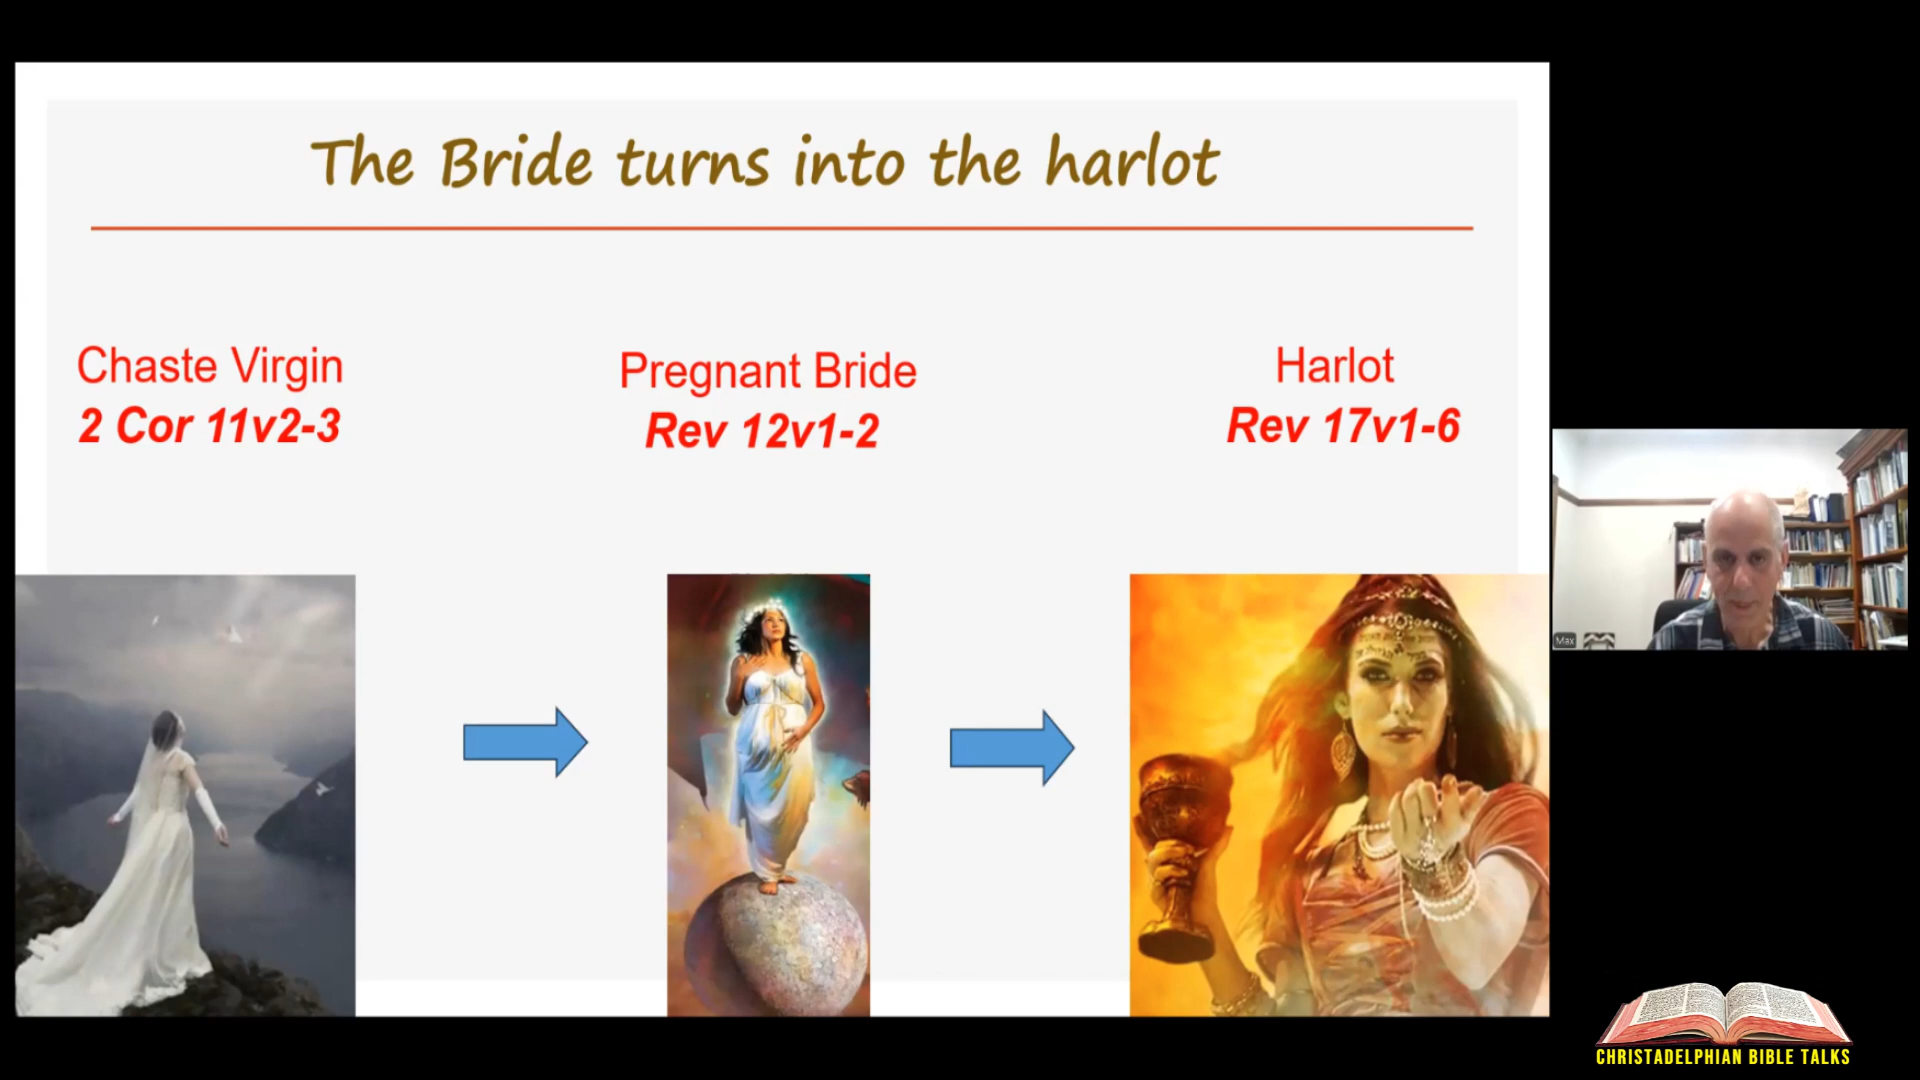 The Bride turns into the harlot
Chaste Virgin
2 Cor 11v2-3
Pregnant Bride
Rev 12v1-2
Harlot
Rev 17v1-6
Max
CHRISTADELPHIAN BIBLE TALKS